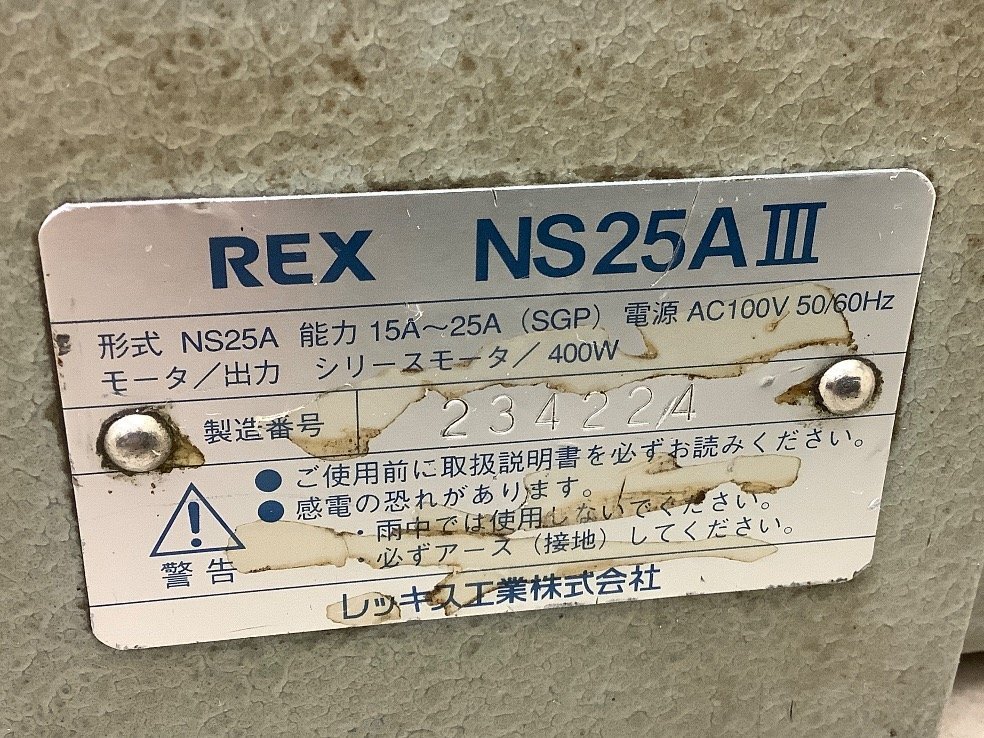 REX NS25AⅢ
形式 NS25A 能力 15A～25A（SGP）電源 AC100V 50/60Hz
モータ／出力 シリースモータ／400W
製造番号 234224
● ご使用前に取扱説明書を必ずお読みください。
● 感電の恐れがあります。
・雨中では使用しないでください。
・必ずアース（接地）してください。
警告
レッキス工業株式会社